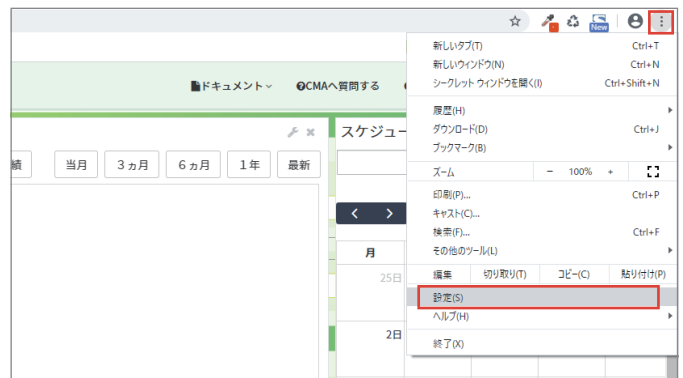 New
新しいタブ(T) Ctrl+T
新しいウィンドウ(N) Ctrl+N
シークレット ウィンドウを開く(I) Ctrl+Shift+N
ドキュメント
CMAへ質問する
履歴(H)
ダウンロード(D) Ctrl+J
ブックマーク(B)
スケジュー
績 当月 3ヵ月 6ヵ月 1年 最新
ズーム - 100% +
印刷(P)... Ctrl+P
キャスト(C)...
検索(F)... Ctrl+F
その他のツール(L)
月
25日
編集 切り取り(T) コピー(C) 貼り付け(P)
設定(S)
ヘルプ(H)
2日
終了(X)